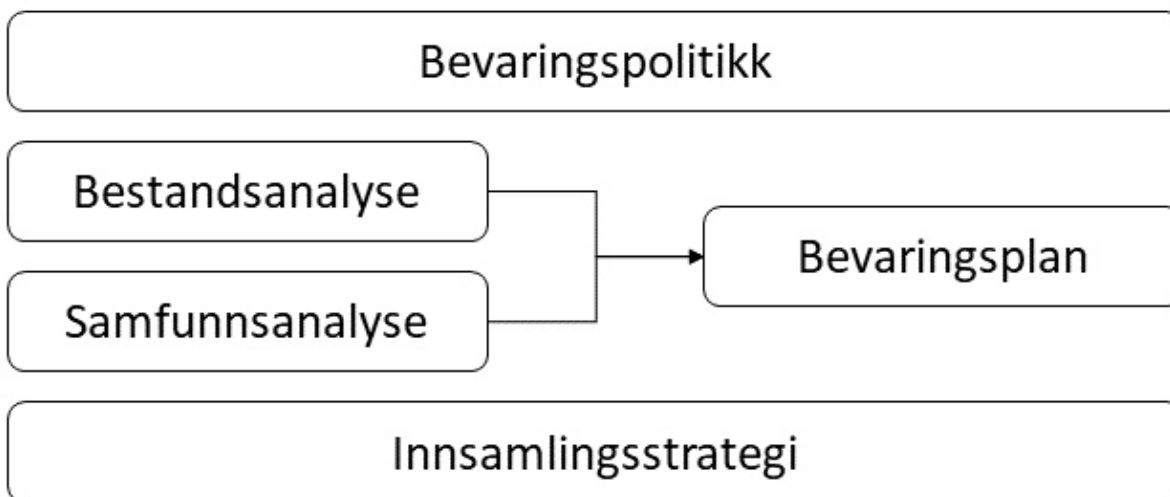 Bevaringspolitikk
Bestandsanalyse
Bevaringsplan
Samfunnsanalyse
Innsamlingsstrategi